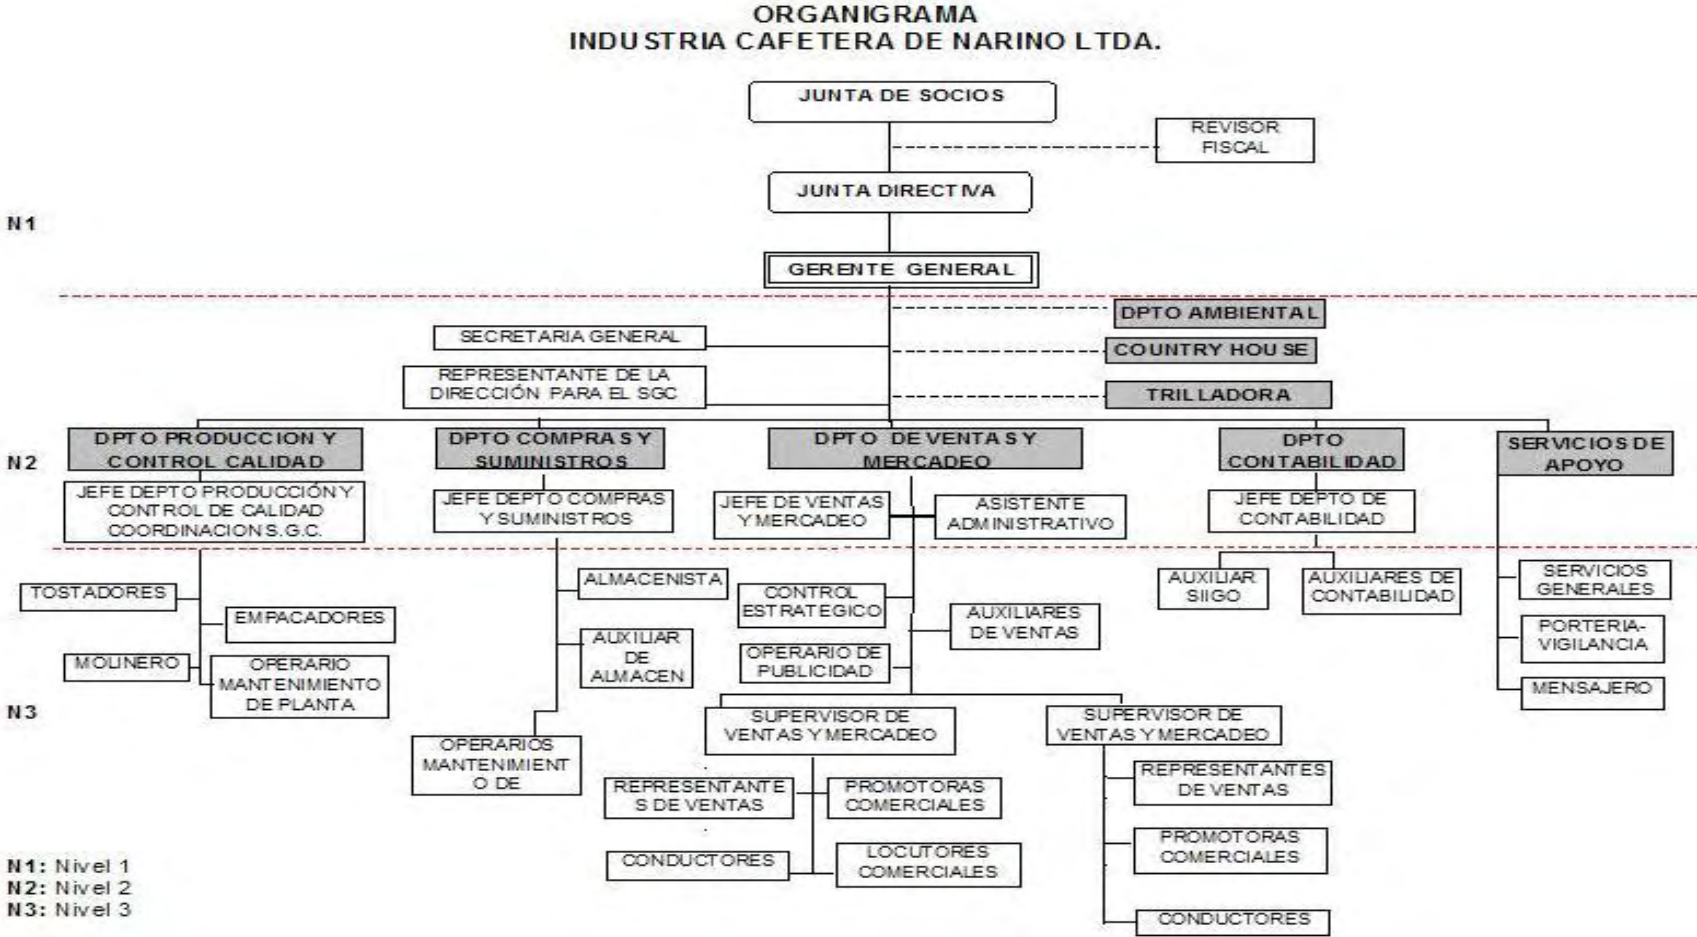 ORGANIGRAMA
INDUSTRIA CAFETERA DE NARINO LTDA.
JUNTA DE SOCIOS
REVISOR
FISCAL
JUNTA DIRECTIVA
N1
GERENTE GENERAL
DPTO AMBIENTAL
SECRETARIA GENERAL
COUNTRY HOUSE
REPRESENTANTE DE LA
DIRECCIÓN PARA EL SGC
TRILLADORA
N2
DPTO PRODUCCION Y
CONTROL CALIDAD
DPTO COMPRAS Y
SUMINISTROS
DPTO DE VENTAS Y
MERCADEO
DPTO
CONTABILIDAD
SERVICIOS DE
APOYO
JEFE DEPTO PRODUCCIÓN Y
CONTROL DE CALIDAD
COORDINACION S.G.C.
JEFE DEPTO COMPRAS
Y SUMINISTROS
JEFE DE VENTAS
Y MERCADEO
ASISTENTE
ADMINISTRATIVO
JEFE DEPTO DE
CONTABILIDAD
TOSTADORES
EMPACADORES
MOLINERO
OPERARIO
MANTENIMIENTO
DE PLANTA
ALMACENISTA
AUXILIAR
DE
ALMACEN
OPERARIOS
MANTENIMIENT
O DE
CONTROL
ESTRATEGICO
AUXILIARES
DE VENTAS
OPERARIO DE
PUBLICIDAD
AUXILIAR
SIIGO
AUXILIARES DE
CONTABILIDAD
SERVICIOS
GENERALES
PORTERIA-
VIGILANCIA
MENSAJERO
N3
SUPERVISOR DE
VENTAS Y MERCADEO
SUPERVISOR DE
VENTAS Y MERCADEO
REPRESENTANTE
S DE VENTAS
PROMOTORAS
COMERCIALES
CONDUCTORES
LOCUTORES
COMERCIALES
REPRESENTANTES
DE VENTAS
PROMOTORAS
COMERCIALES
CONDUCTORES
N1: Nivel 1
N2: Nivel 2
N3: Nivel 3